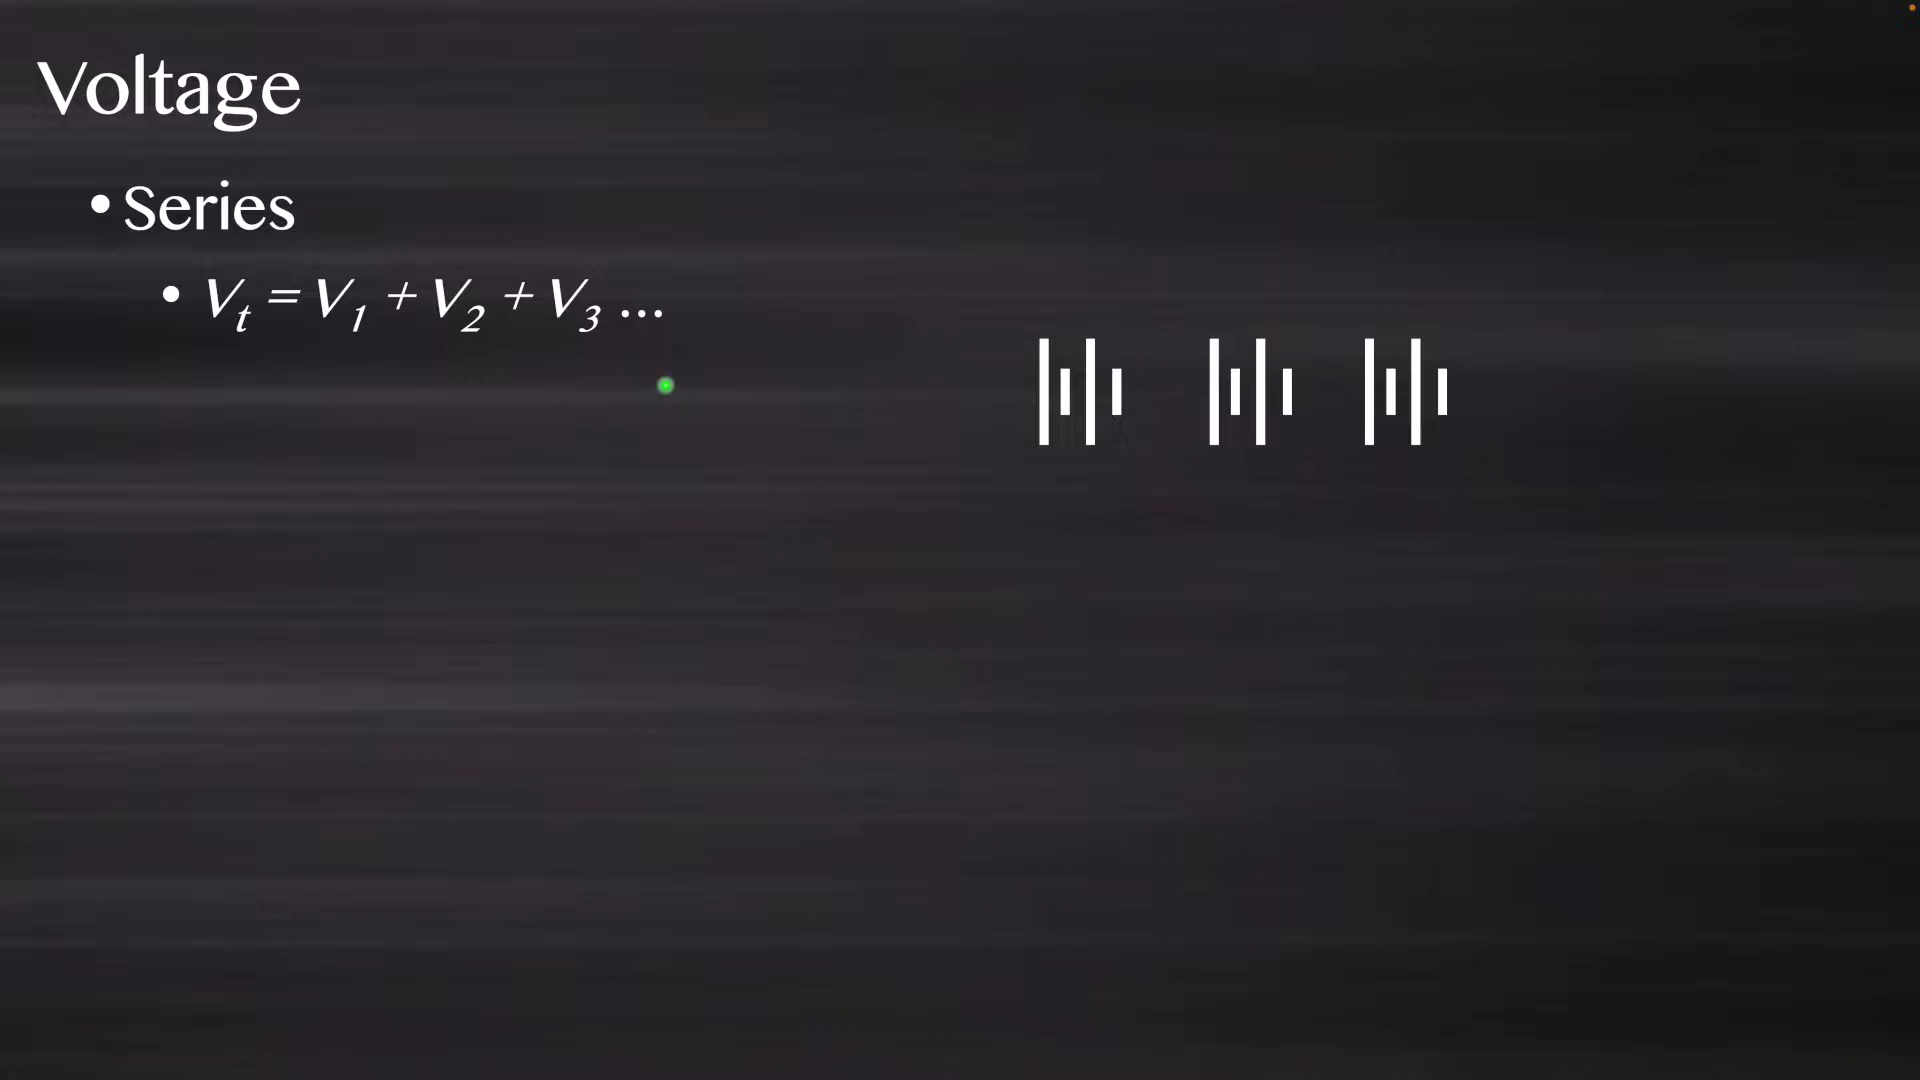 Voltage
• Series
• Vₜ = V₁ + V₂ + V₃ ...